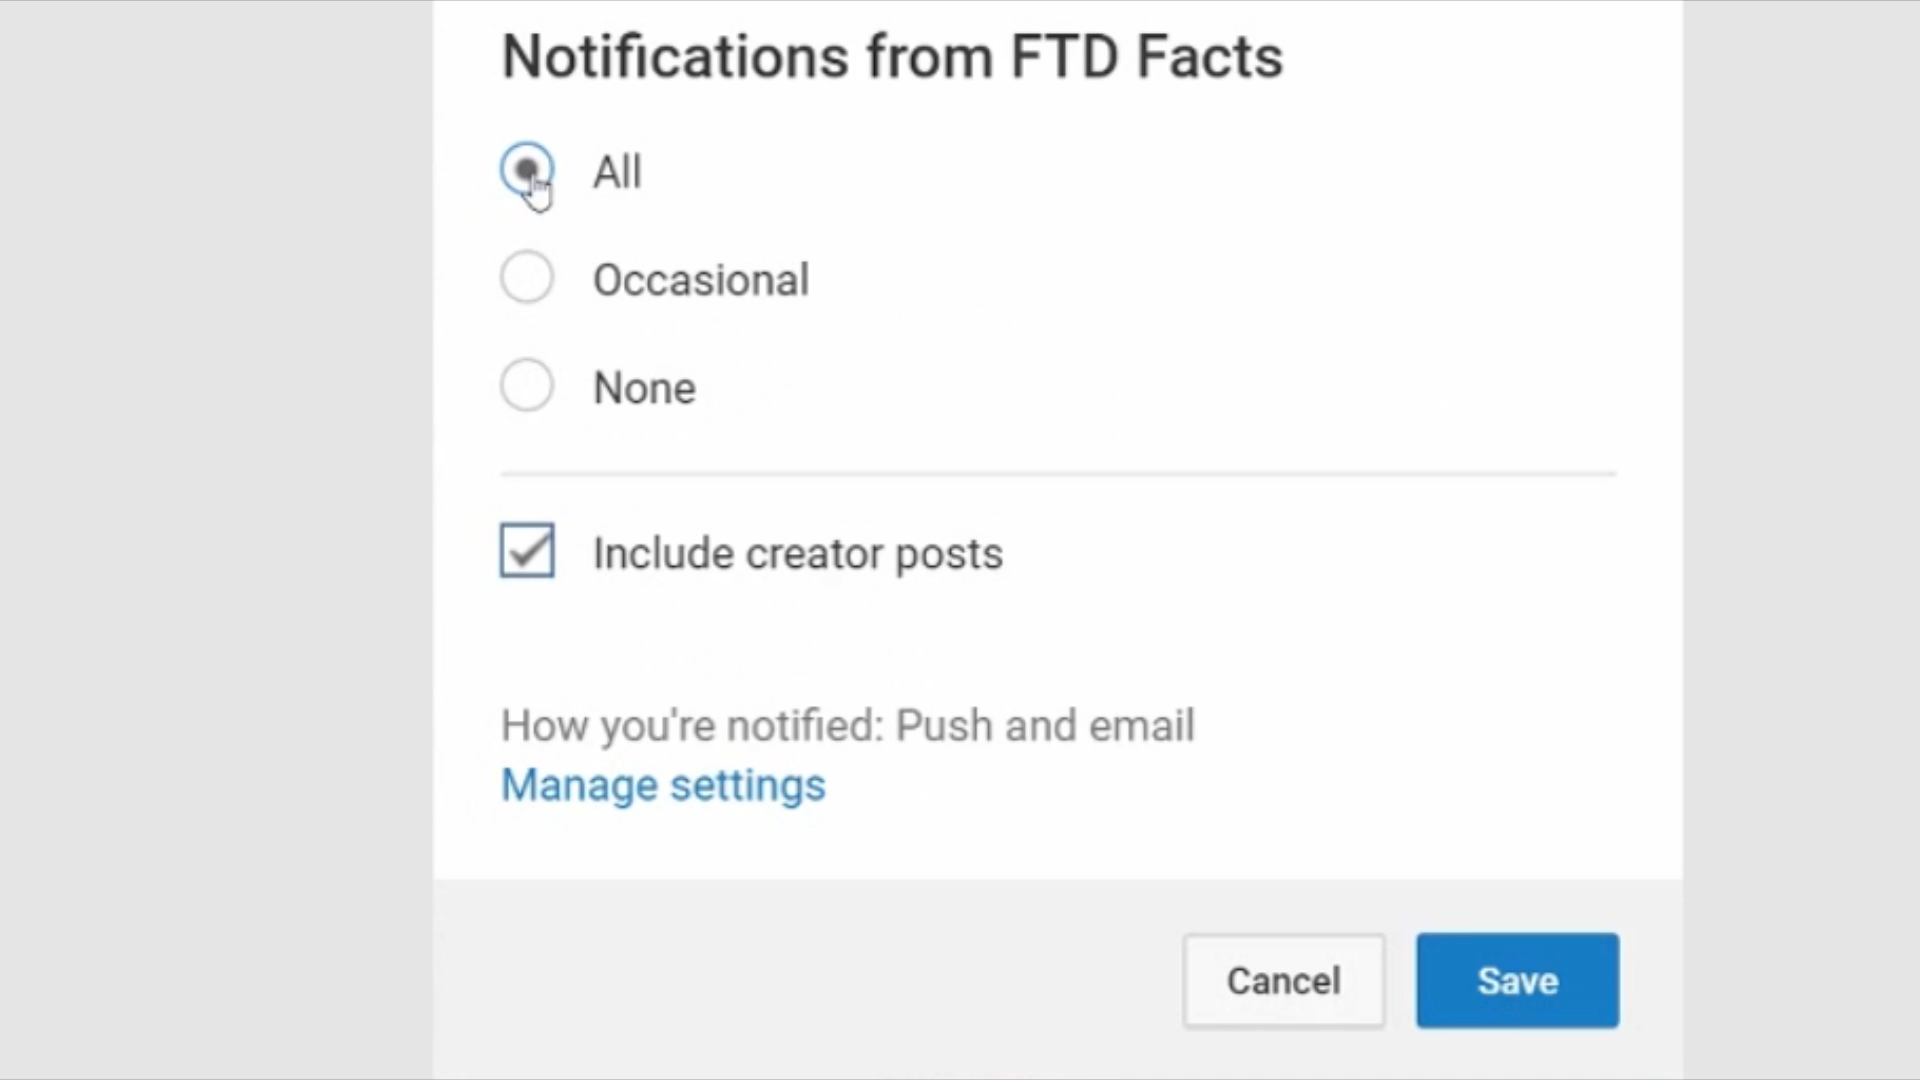 Notifications from FTD Facts
All
Occasional
None
Include creator posts
How you're notified: Push and email
Manage settings
Cancel
Save